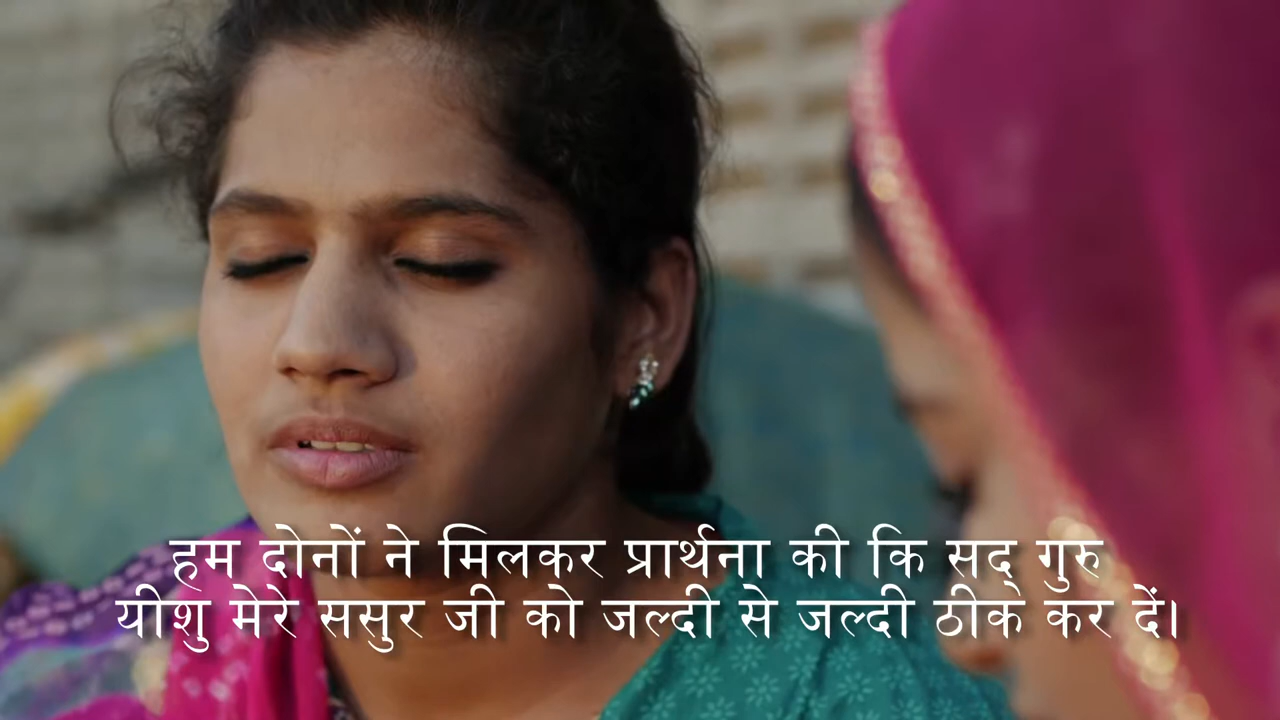 हम दोनों ने मिलकर प्रार्थना की कि सद् गुरु
यीशु मेरे ससुर जी को जल्दी से जल्दी ठीक कर दें।